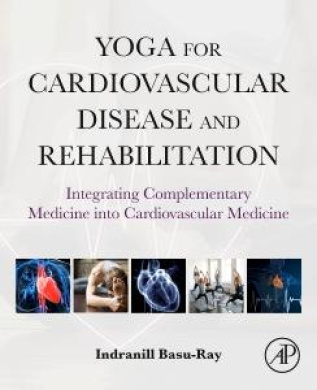 YOGA FOR
CARDIOVASCULAR
DISEASE AND
REHABILITATION
Integrating Complementary
Medicine into Cardiovascular Medicine
Indranill Basu-Ray
AP